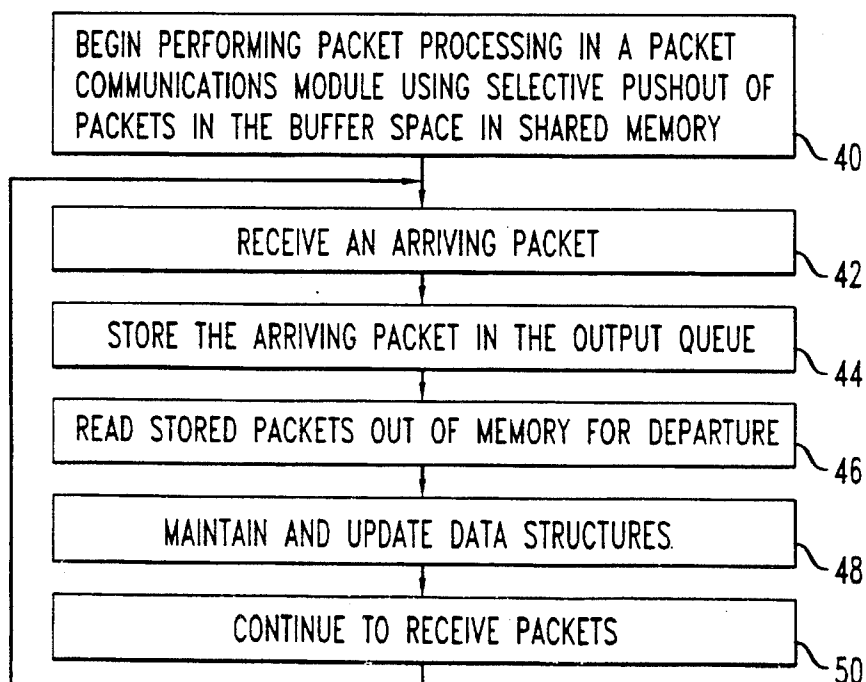 BEGIN PERFORMING PACKET PROCESSING IN A PACKET
COMMUNICATIONS MODULE USING SELECTIVE PUSHOUT OF
PACKETS IN THE BUFFER SPACE IN SHARED MEMORY
40
RECEIVE AN ARRIVING PACKET
42
STORE THE ARRIVING PACKET IN THE OUTPUT QUEUE
44
READ STORED PACKETS OUT OF MEMORY FOR DEPARTURE
46
MAINTAIN AND UPDATE DATA STRUCTURES.
48
CONTINUE TO RECEIVE PACKETS
50